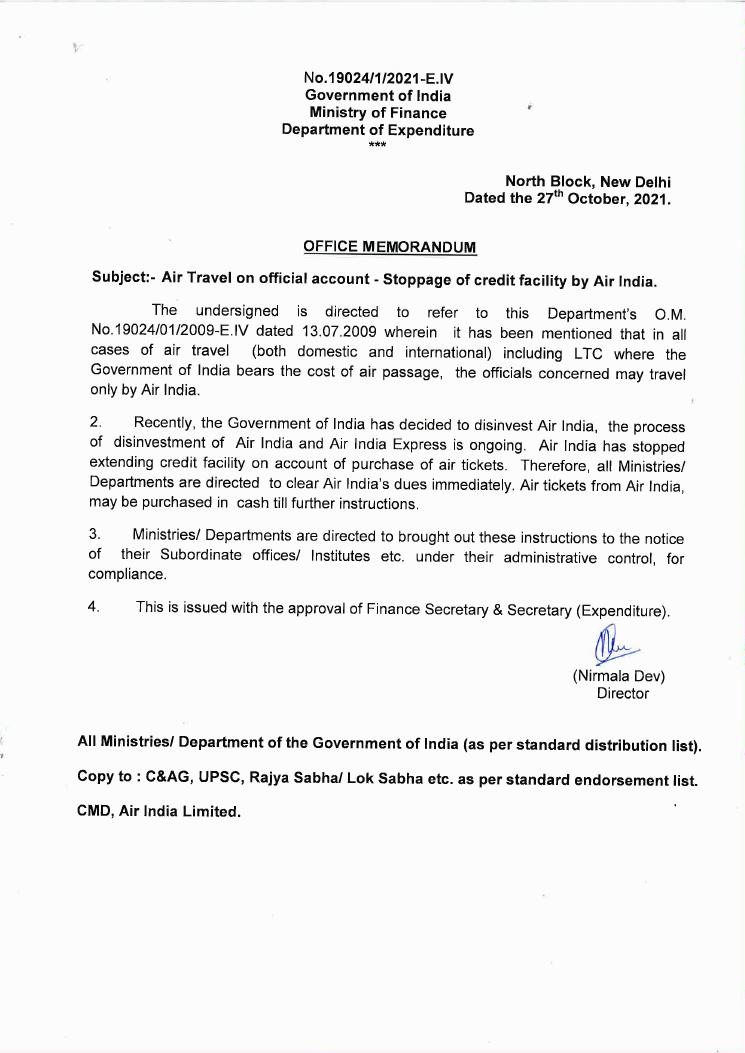 No.19024/1/2021-E.IV
Government of India
Ministry of Finance
Department of Expenditure
***
North Block, New Delhi
Dated the 27th October, 2021.
OFFICE MEMORANDUM
Subject:- Air Travel on official account - Stoppage of credit facility by Air India.
The undersigned is directed to refer to this Department's O.M.
No.19024/01/2009-E.IV dated 13.07.2009 wherein it has been mentioned that in all
cases of air travel (both domestic and international) including LTC where the
Government of India bears the cost of air passage, the officials concerned may travel
only by Air India.
2. Recently, the Government of India has decided to disinvest Air India, the process
of disinvestment of Air India and Air India Express is ongoing. Air India has stopped
extending credit facility on account of purchase of air tickets. Therefore, all Ministries/
Departments are directed to clear Air India's dues immediately. Air tickets from Air India,
may be purchased in cash till further instructions.
3. Ministries/ Departments are directed to brought out these instructions to the notice
of their Subordinate offices/ Institutes etc. under their administrative control, for
compliance.
4. This is issued with the approval of Finance Secretary & Secretary (Expenditure).
(Nirmala Dev)
Director
All Ministries/ Department of the Government of India (as per standard distribution list).
Copy to : C&AG, UPSC, Rajya Sabha/ Lok Sabha etc. as per standard endorsement list.
CMD, Air India Limited.